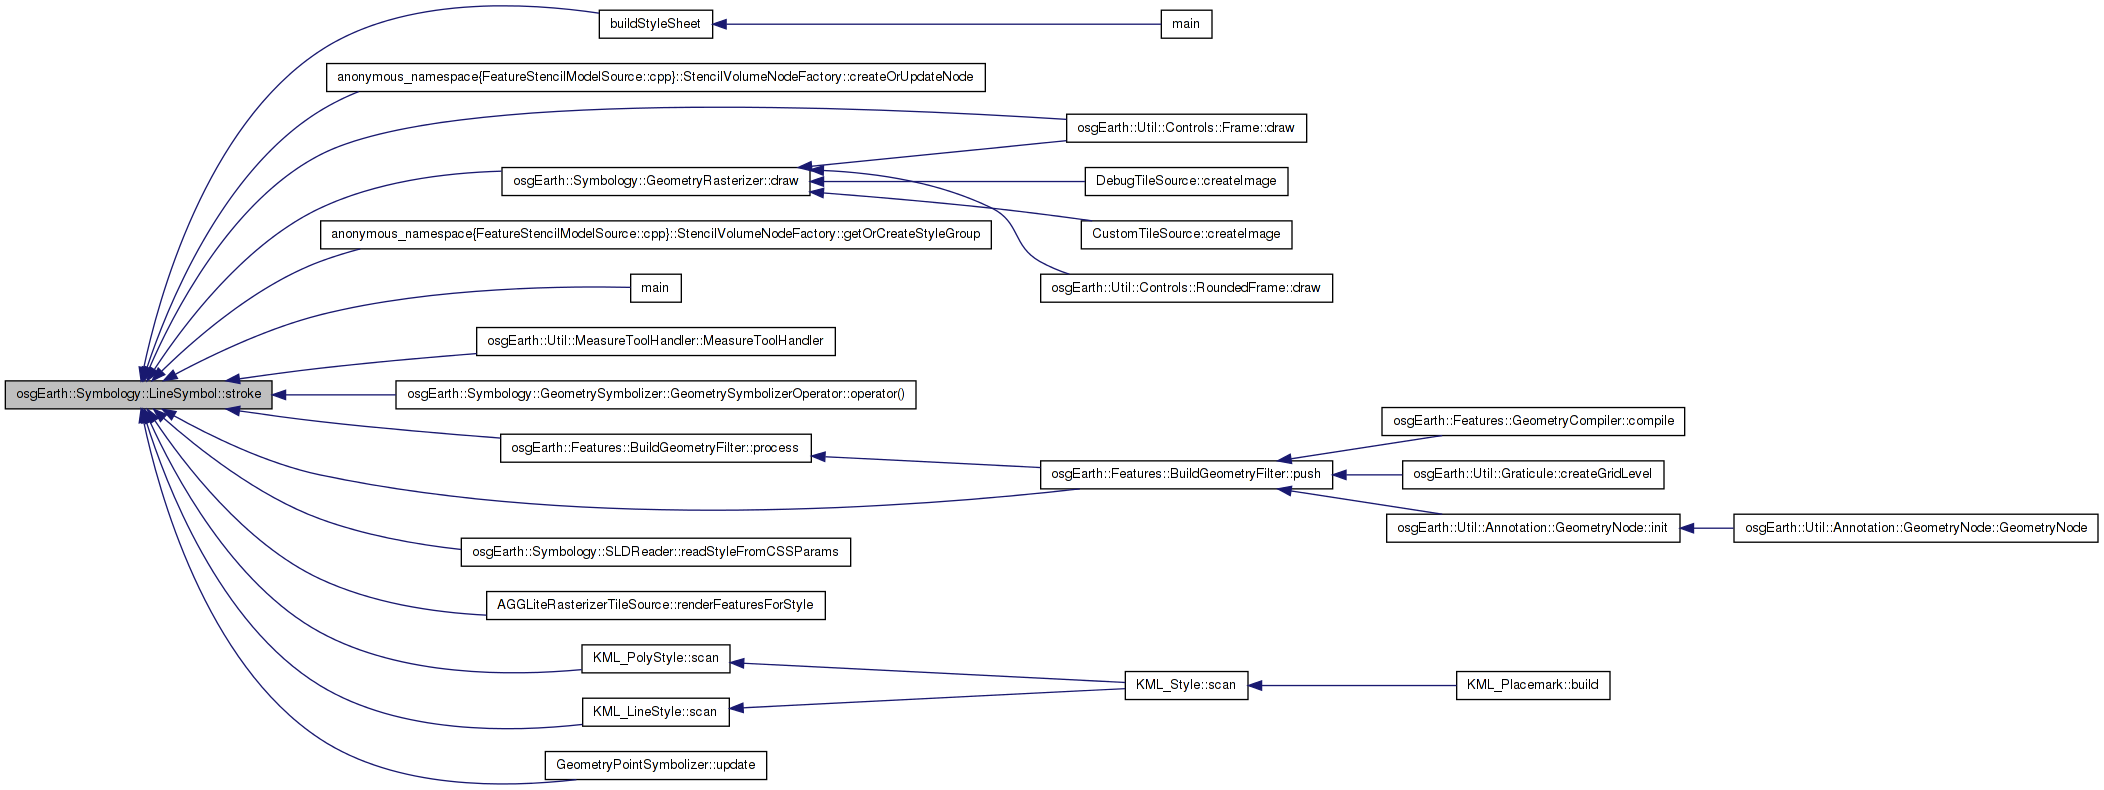 buildStyleSheet
main
anonymous_namespace{FeatureStencilModelSource::cpp}::StencilVolumeNodeFactory::createOrUpdateNode
osgEarth::Util::Controls::Frame::draw
osgEarth::Symbology::GeometryRasterizer::draw
DebugTileSource::createImage
anonymous_namespace{FeatureStencilModelSource::cpp}::StencilVolumeNodeFactory::getOrCreateStyleGroup
CustomTileSource::createImage
main
osgEarth::Util::Controls::RoundedFrame::draw
osgEarth::Util::MeasureToolHandler::MeasureToolHandler
osgEarth::Symbology::LineSymbol::stroke
osgEarth::Symbology::GeometrySymbolizer::GeometrySymbolizerOperator::operator()
osgEarth::Features::GeometryCompiler::compile
osgEarth::Features::BuildGeometryFilter::process
osgEarth::Features::BuildGeometryFilter::push
osgEarth::Util::Graticule::createGridLevel
osgEarth::Util::Annotation::GeometryNode::init
osgEarth::Util::Annotation::GeometryNode::GeometryNode
osgEarth::Symbology::SLDReader::readStyleFromCSSParams
AGGLiteRasterizerTileSource::renderFeaturesForStyle
KML_PolyStyle::scan
KML_Style::scan
KML_Placemark::build
KML_LineStyle::scan
GeometryPointSymbolizer::update